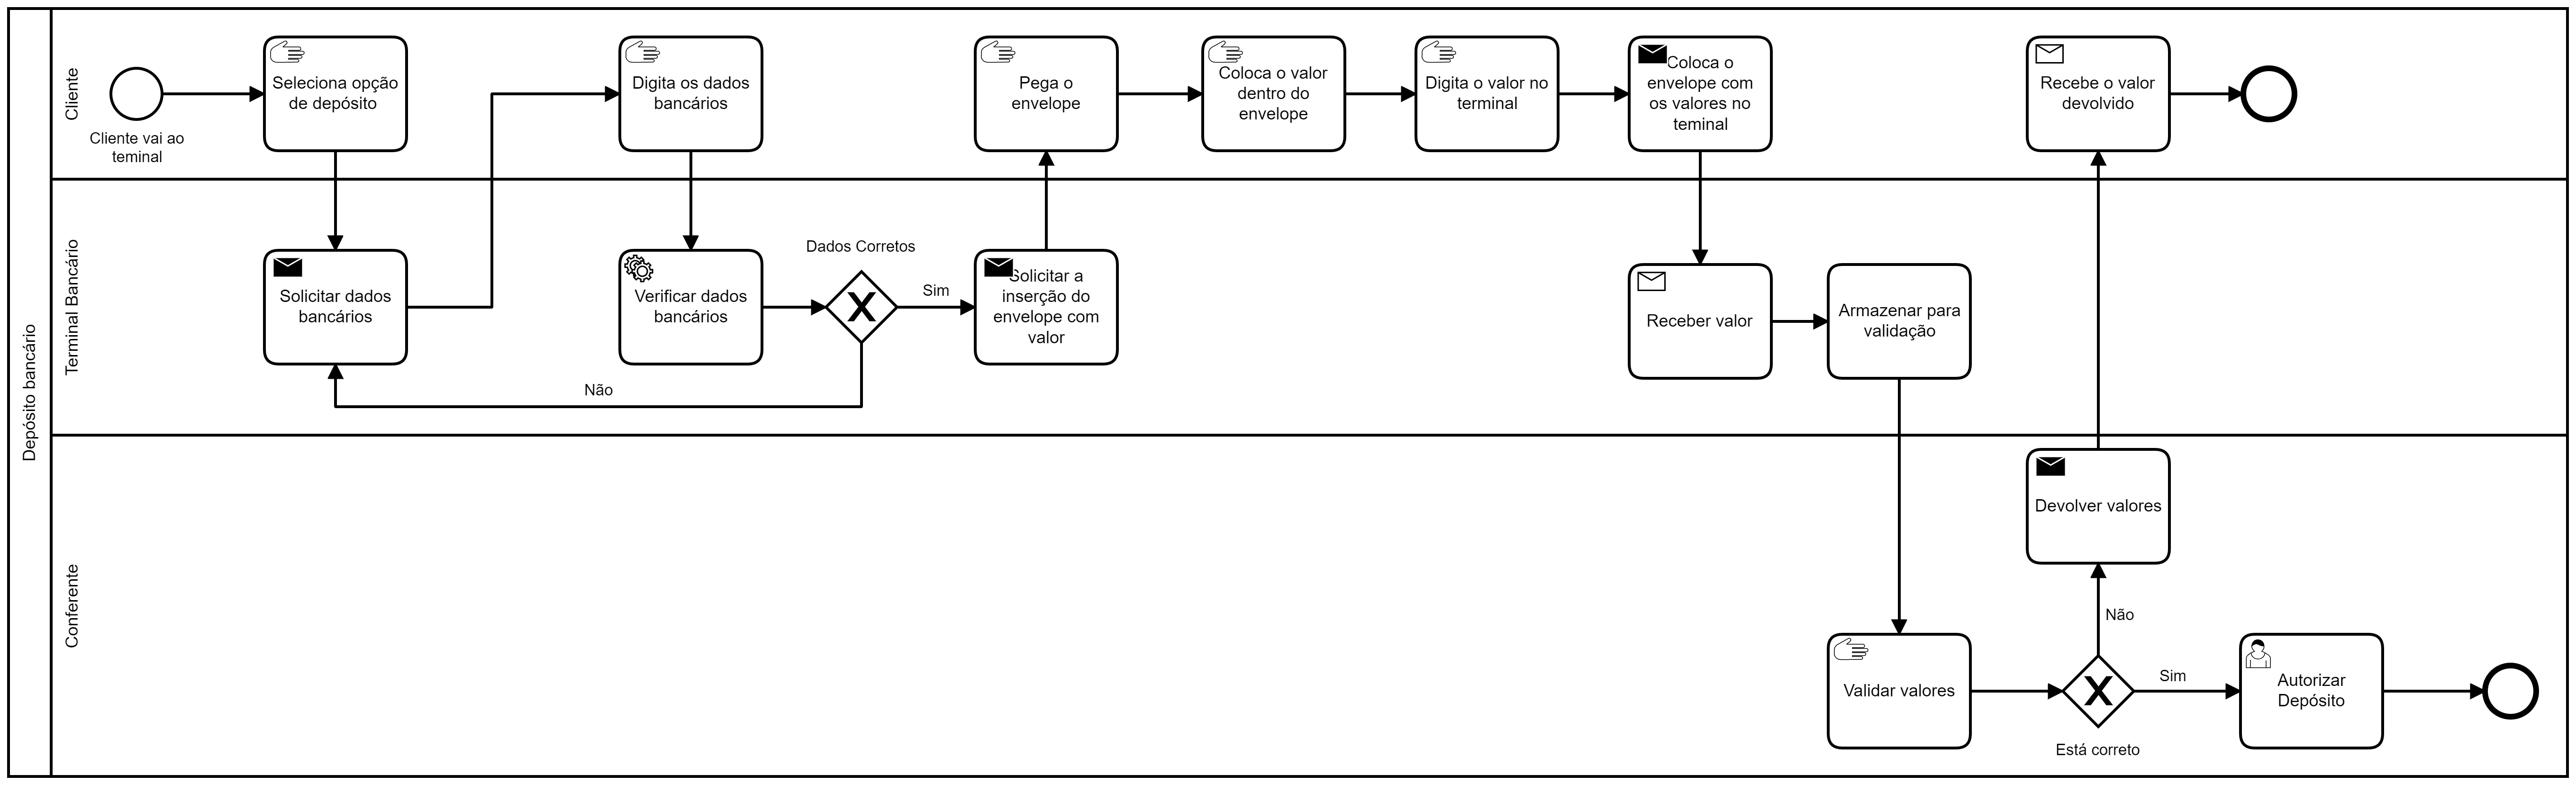 Depósito bancário
Cliente
Cliente vai ao
teminal
Seleciona opção
de depósito
Digita os dados
bancários
Pega o
envelope
Coloca o valor
dentro do
envelope
Digita o valor no
terminal
Coloca o
envelope com
os valores no
teminal
Recebe o valor
devolvido
Terminal Bancário
Solicitar dados
bancários
Verificar dados
bancários
Dados Corretos
Sim
Não
Solicitar a
inserção do
envelope com
valor
Receber valor
Armazenar para
validação
Conferente
Devolver valores
Não
Validar valores
Sim
Está correto
Autorizar
Depósito